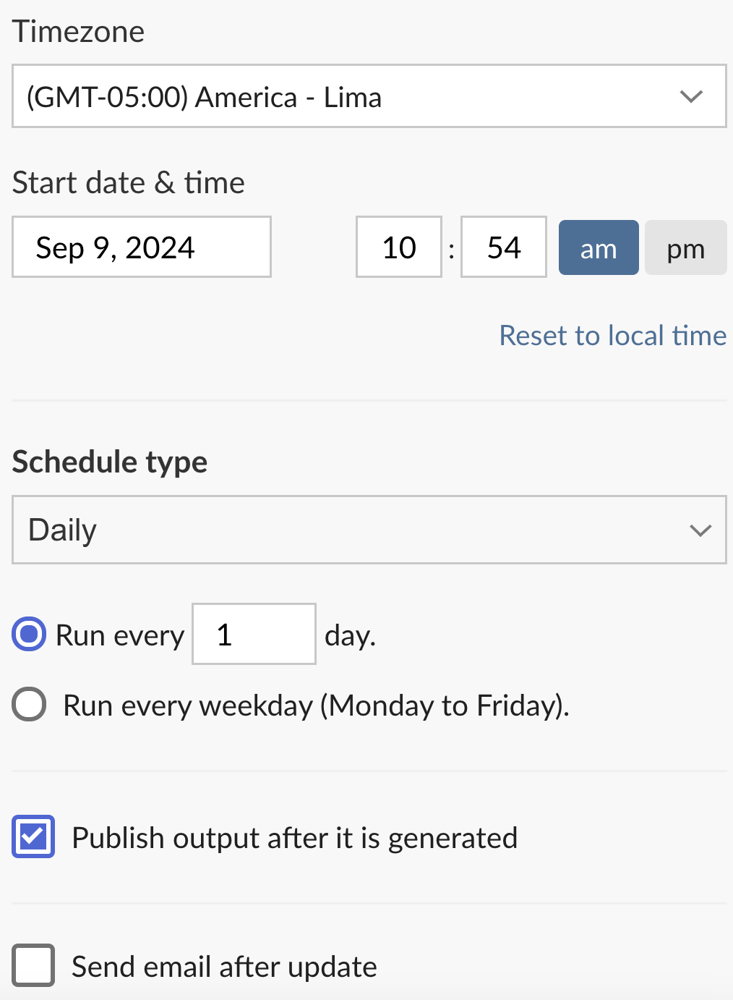 Timezone
(GMT-05:00) America - Lima
Start date & time
Sep 9, 2024 10 : 54 am pm
Reset to local time
Schedule type
Daily
Run every 1 day.
Run every weekday (Monday to Friday).
Publish output after it is generated
Send email after update